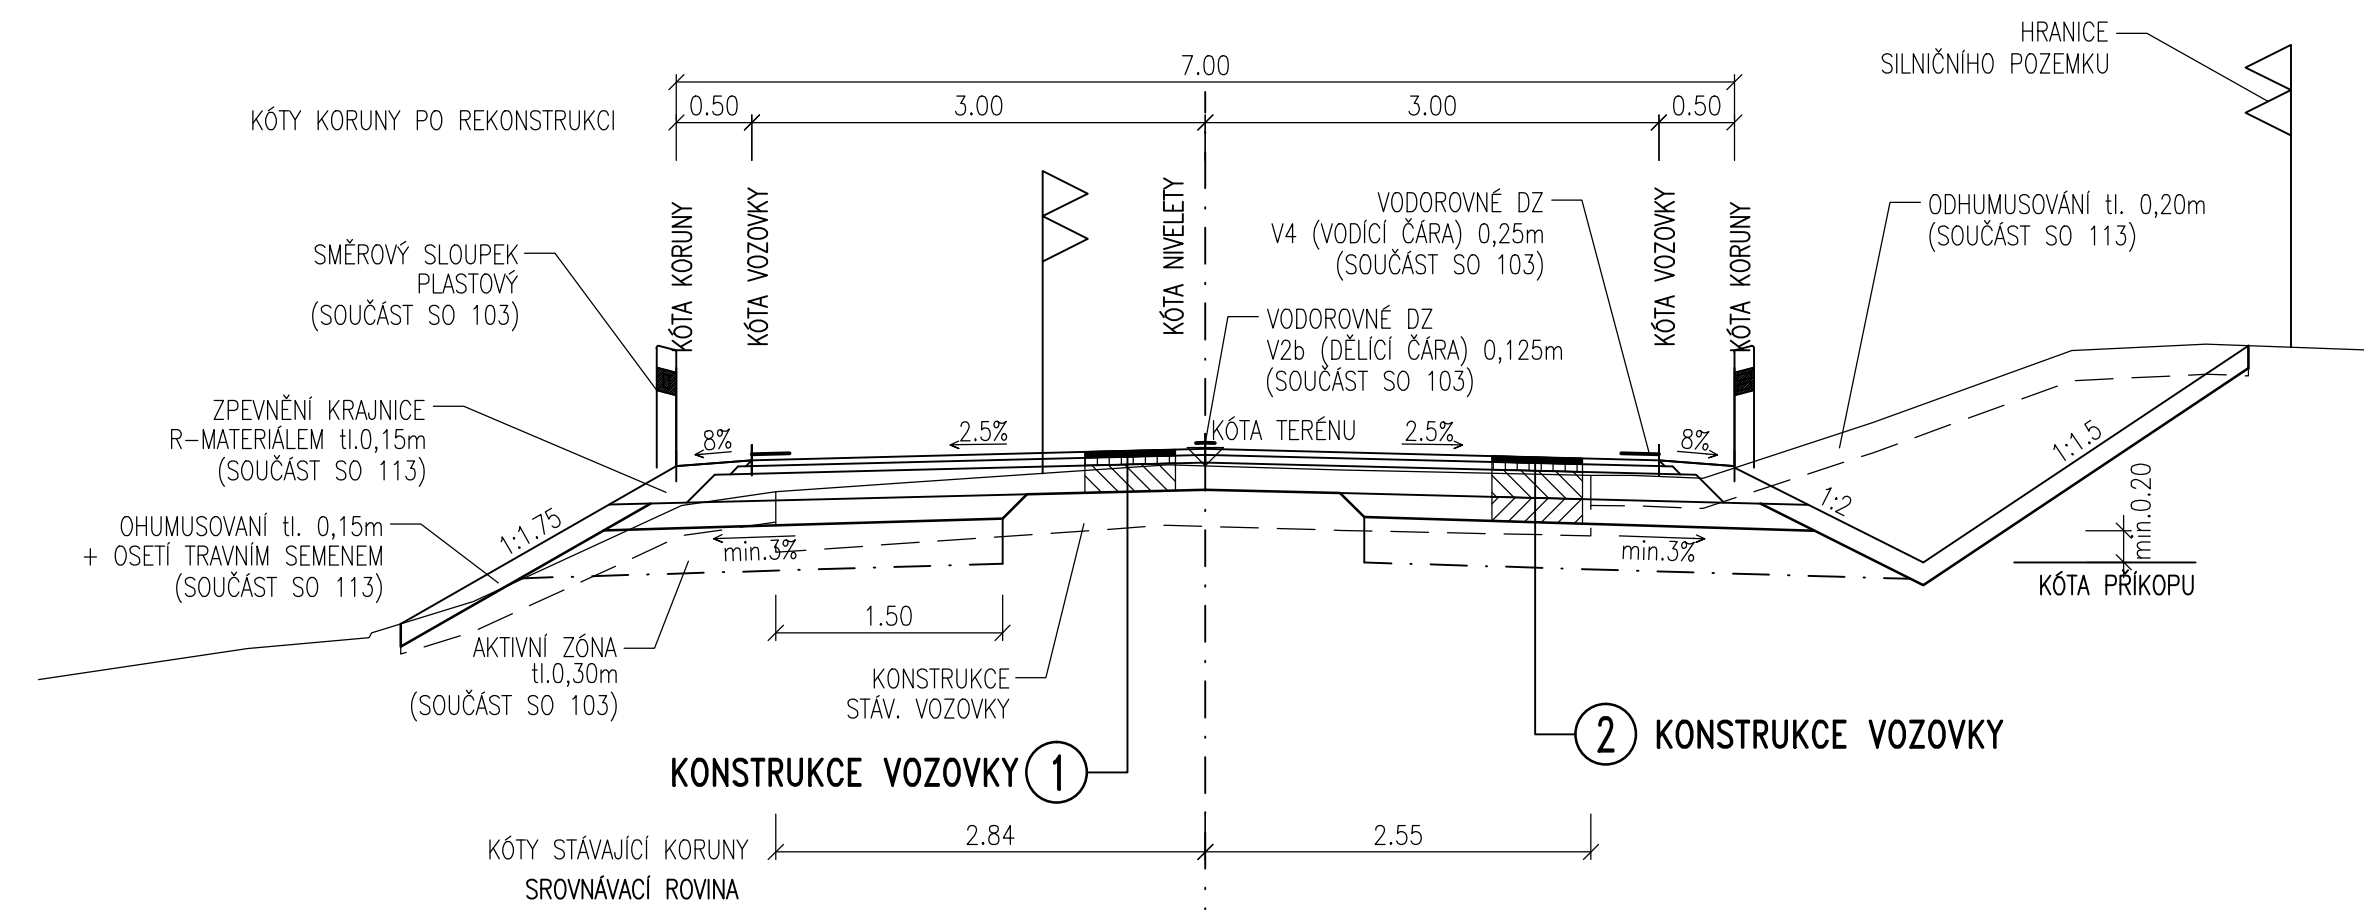 HRANICE
SILNIČNÍHO POZEMKU
7.00
KÓTY KORUNY PO REKONSTRUKCI
0.50
3.00
3.00
0.50
KÓTA KORUNY
KÓTA VOZOVKY
KÓTA NIVELETY
KÓTA VOZOVKY
KÓTA KORUNY
SMĚROVÝ SLOUPEK
PLASTOVÝ
(SOUČÁST SO 103)
VODOROVNÉ DZ
V4 (VODÍCÍ ČÁRA) 0,25m
(SOUČÁST SO 103)
ODHUMUSOVÁNÍ tl. 0,20m
(SOUČÁST SO 113)
VODOROVNÉ DZ
V2b (DĚLÍCÍ ČÁRA) 0,125m
(SOUČÁST SO 103)
ZPEVNĚNÍ KRAJNICE
R-MATERIÁLEM tl.0,15m
(SOUČÁST SO 113)
8%
2.5%
KÓTA TERÉNU
2.5%
8%
1:1.5
1:2
min.0.20
KÓTA PŘÍKOPU
OHUMUSOVANÍ tl. 0,15m
+ OSETÍ TRAVNÍM SEMENEM
(SOUČÁST SO 113)
1:1.75
min.3%
min.3%
1.50
AKTIVNÍ ZÓNA
tl.0,30m
(SOUČÁST SO 103)
KONSTRUKCE
STÁV. VOZOVKY
KONSTRUKCE VOZOVKY 1
2 KONSTRUKCE VOZOVKY
KÓTY STÁVAJÍCÍ KORUNY
2.84
2.55
SROVNÁVACÍ ROVINA